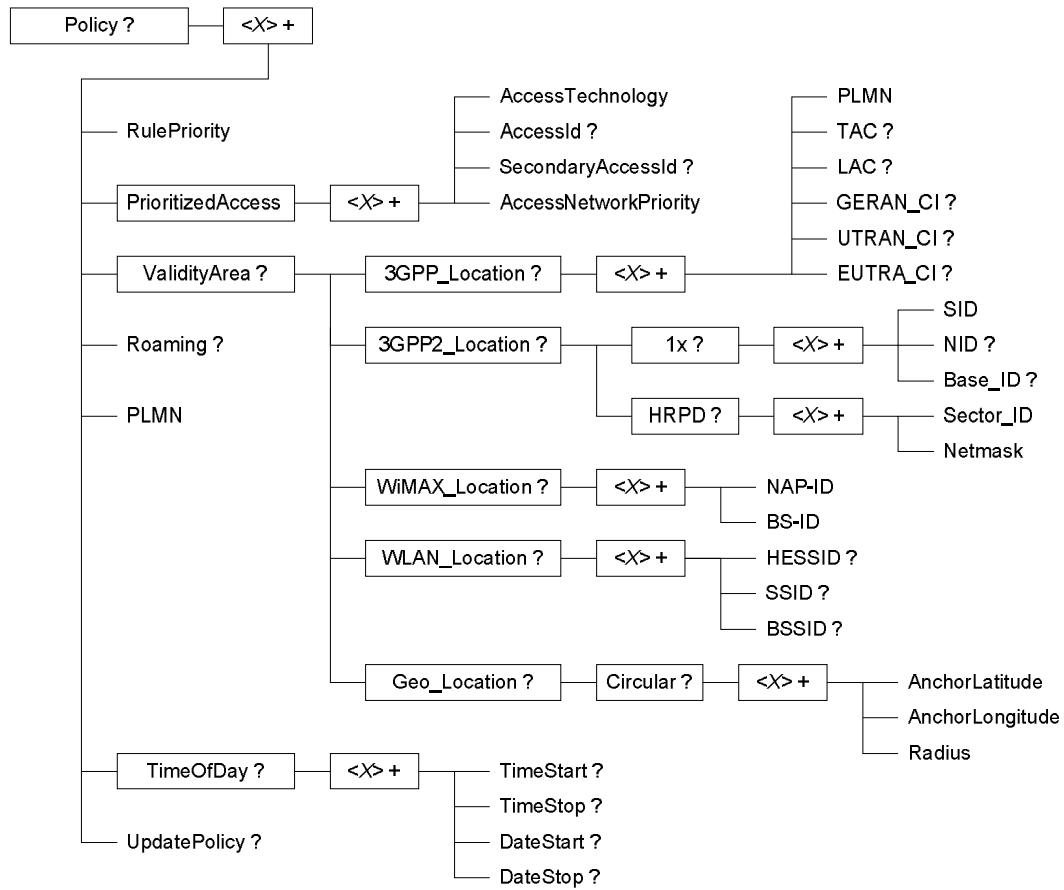 Policy ? <X> +
AccessTechnology PLMN
RulePriority AccessId ? TAC ?
SecondaryAccessId ? LAC ?
PrioritizedAccess <X> + AccessNetworkPriority GERAN_CI ?
UTRAN_CI ?
ValidityArea ? 3GPP_Location ? <X> + EUTRA_CI ?
SID
Roaming ? 3GPP2_Location ? 1x ? <X> + NID ?
Base_ID ?
PLMN HRPD ? <X> + Sector_ID
Netmask
WiMAX_Location ? <X> + NAP-ID
BS-ID
WLAN_Location ? <X> + HESSID ?
SSID ?
BSSID ?
Geo_Location ? Circular ? <X> + AnchorLatitude
AnchorLongitude
Radius
TimeOfDay ? <X> + TimeStart ?
TimeStop ?
UpdatePolicy ? DateStart ?
DateStop ?